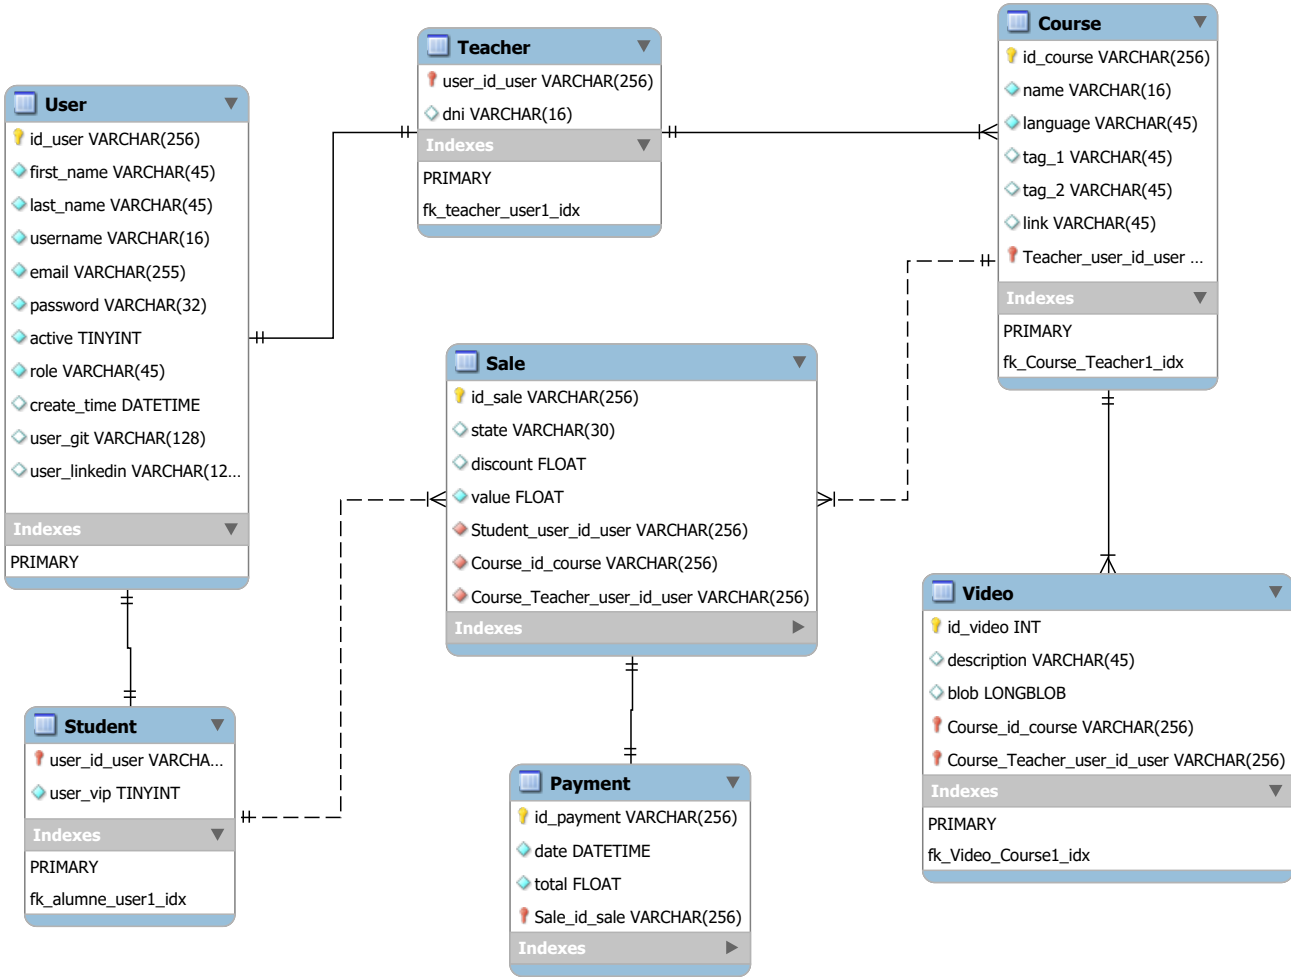 User
id_user VARCHAR(256)
first_name VARCHAR(45)
last_name VARCHAR(45)
username VARCHAR(16)
email VARCHAR(255)
password VARCHAR(32)
active TINYINT
role VARCHAR(45)
create_time DATETIME
user_git VARCHAR(128)
user_linkedin VARCHAR(12...
Indexes
PRIMARY
Teacher
user_id_user VARCHAR(256)
dni VARCHAR(16)
Indexes
PRIMARY
fk_teacher_user1_idx
Course
id_course VARCHAR(256)
name VARCHAR(16)
language VARCHAR(45)
tag_1 VARCHAR(45)
tag_2 VARCHAR(45)
link VARCHAR(45)
Teacher_user_id_user ...
Indexes
PRIMARY
fk_Course_Teacher1_idx
Sale
id_sale VARCHAR(256)
state VARCHAR(30)
discount FLOAT
value FLOAT
Student_user_id_user VARCHAR(256)
Course_id_course VARCHAR(256)
Course_Teacher_user_id_user VARCHAR(256)
Indexes
Video
id_video INT
description VARCHAR(45)
blob LONGBLOB
Course_id_course VARCHAR(256)
Course_Teacher_user_id_user VARCHAR(256)
Indexes
PRIMARY
fk_Video_Course1_idx
Student
user_id_user VARCHA...
user_vip TINYINT
Indexes
PRIMARY
fk_alumne_user1_idx
Payment
id_payment VARCHAR(256)
date DATETIME
total FLOAT
Sale_id_sale VARCHAR(256)
Indexes